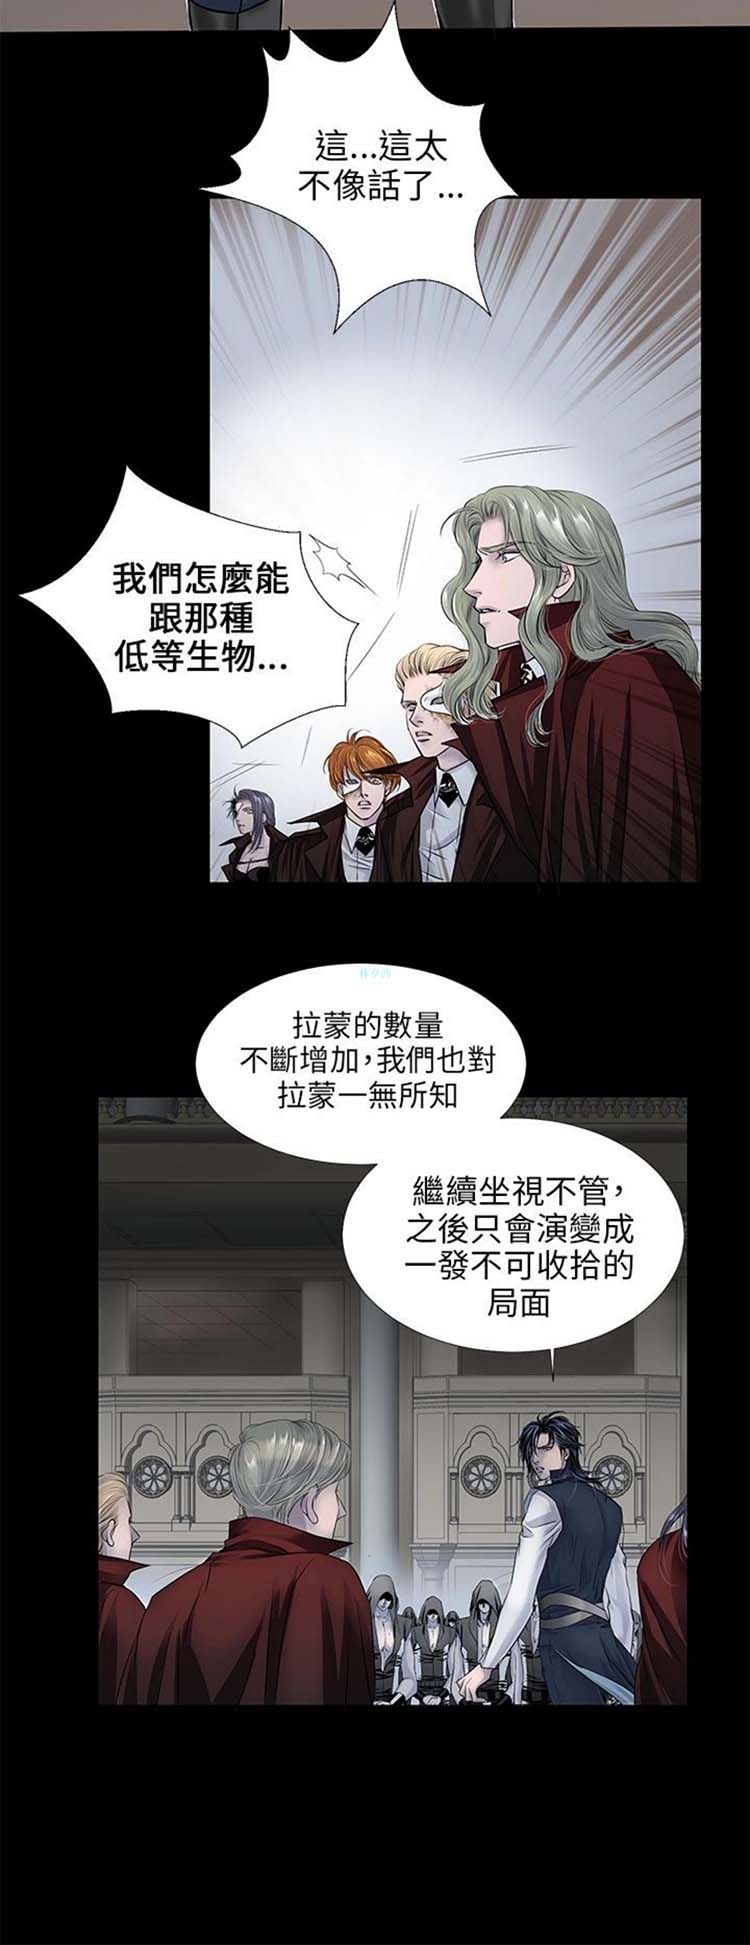 這...這太
不像話了...
我們怎麼能
跟那種
低等生物...
林夕西
拉蒙的數量
不斷增加，我們也對
拉蒙一無所知
繼續坐視不管，
之後只會演變成
一發不可收拾的
局面